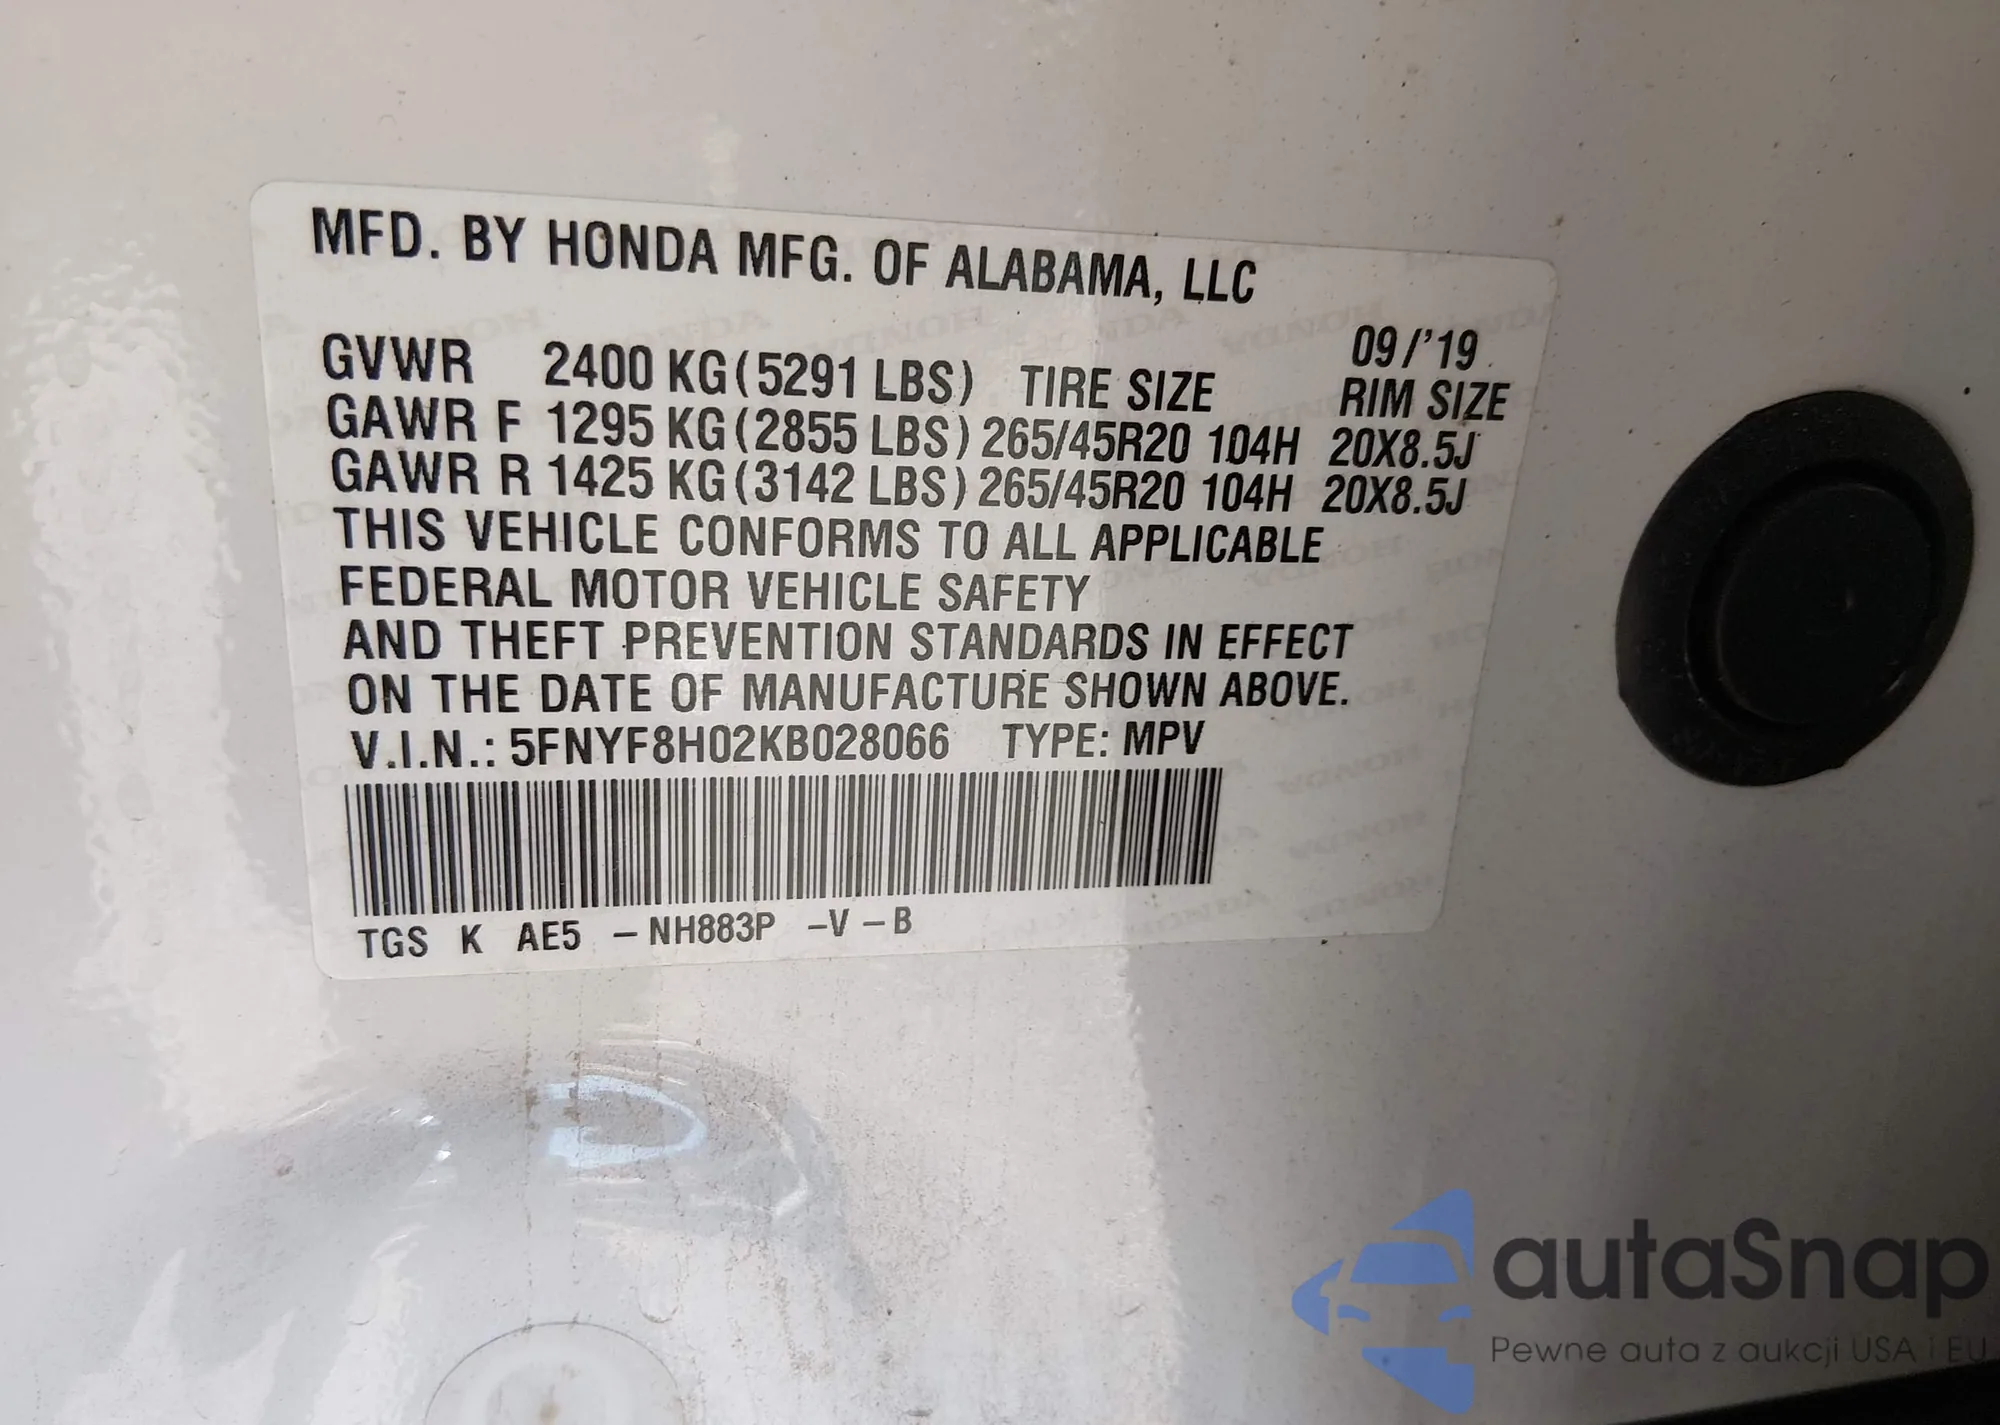 MFD. BY HONDA MFG. OF ALABAMA, LLC
09/'19
GVWR 2400 KG(5291 LBS) TIRE SIZE RIM SIZE
GAWR F 1295 KG(2855 LBS) 265/45R20 104H 20X8.5J
GAWR R 1425 KG(3142 LBS) 265/45R20 104H 20X8.5J
THIS VEHICLE CONFORMS TO ALL APPLICABLE
FEDERAL MOTOR VEHICLE SAFETY
AND THEFT PREVENTION STANDARDS IN EFFECT
ON THE DATE OF MANUFACTURE SHOWN ABOVE.
V.I.N.: 5FNYF8H02KB028066 TYPE: MPV
TGS K AE5 -NH883P -V-B
autaSnap
Pewne auta z aukcji USA i EU